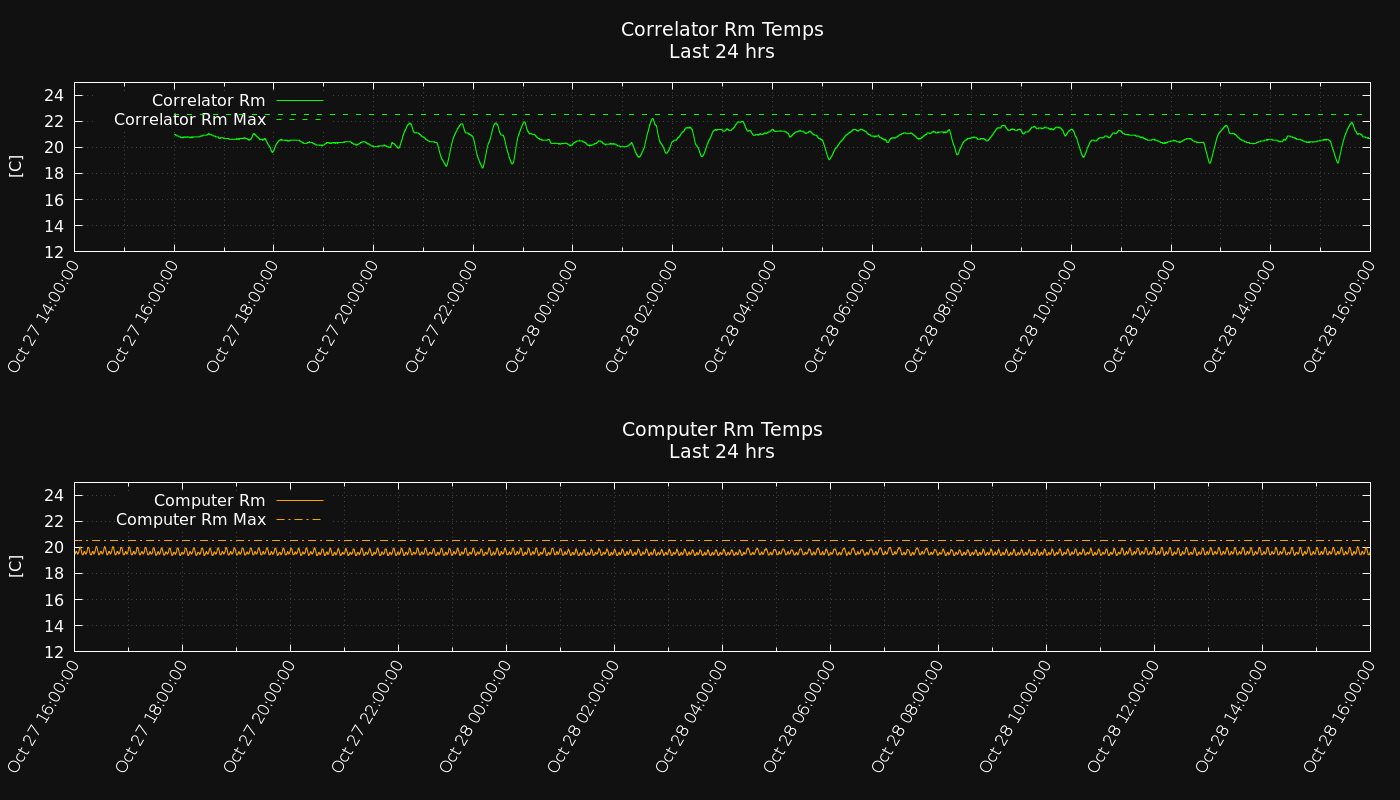 Correlator Rm Temps
Last 24 hrs
Correlator Rm
Correlator Rm Max
24
22
20
18
16
14
12
[C]
Oct 27 14:00:00
Oct 27 16:00:00
Oct 27 18:00:00
Oct 27 20:00:00
Oct 27 22:00:00
Oct 28 00:00:00
Oct 28 02:00:00
Oct 28 04:00:00
Oct 28 06:00:00
Oct 28 08:00:00
Oct 28 10:00:00
Oct 28 12:00:00
Oct 28 14:00:00
Oct 28 16:00:00
Computer Rm Temps
Last 24 hrs
Computer Rm
Computer Rm Max
24
22
20
18
16
14
12
[C]
Oct 27 16:00:00
Oct 27 18:00:00
Oct 27 20:00:00
Oct 27 22:00:00
Oct 28 00:00:00
Oct 28 02:00:00
Oct 28 04:00:00
Oct 28 06:00:00
Oct 28 08:00:00
Oct 28 10:00:00
Oct 28 12:00:00
Oct 28 14:00:00
Oct 28 16:00:00